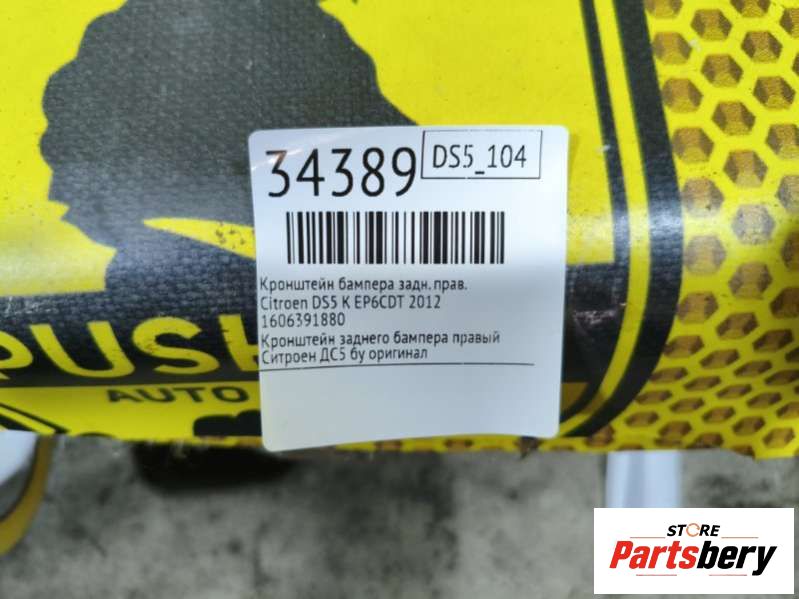 34389
DS5_104
Кронштейн бампера задн. прав.
Citroen DS5 K EP6CDT 2012
1606391880
Кронштейн заднего бампера правый
Ситроен ДС5 бу оригинал
PUSH
AUTO
STORE
Partsbery